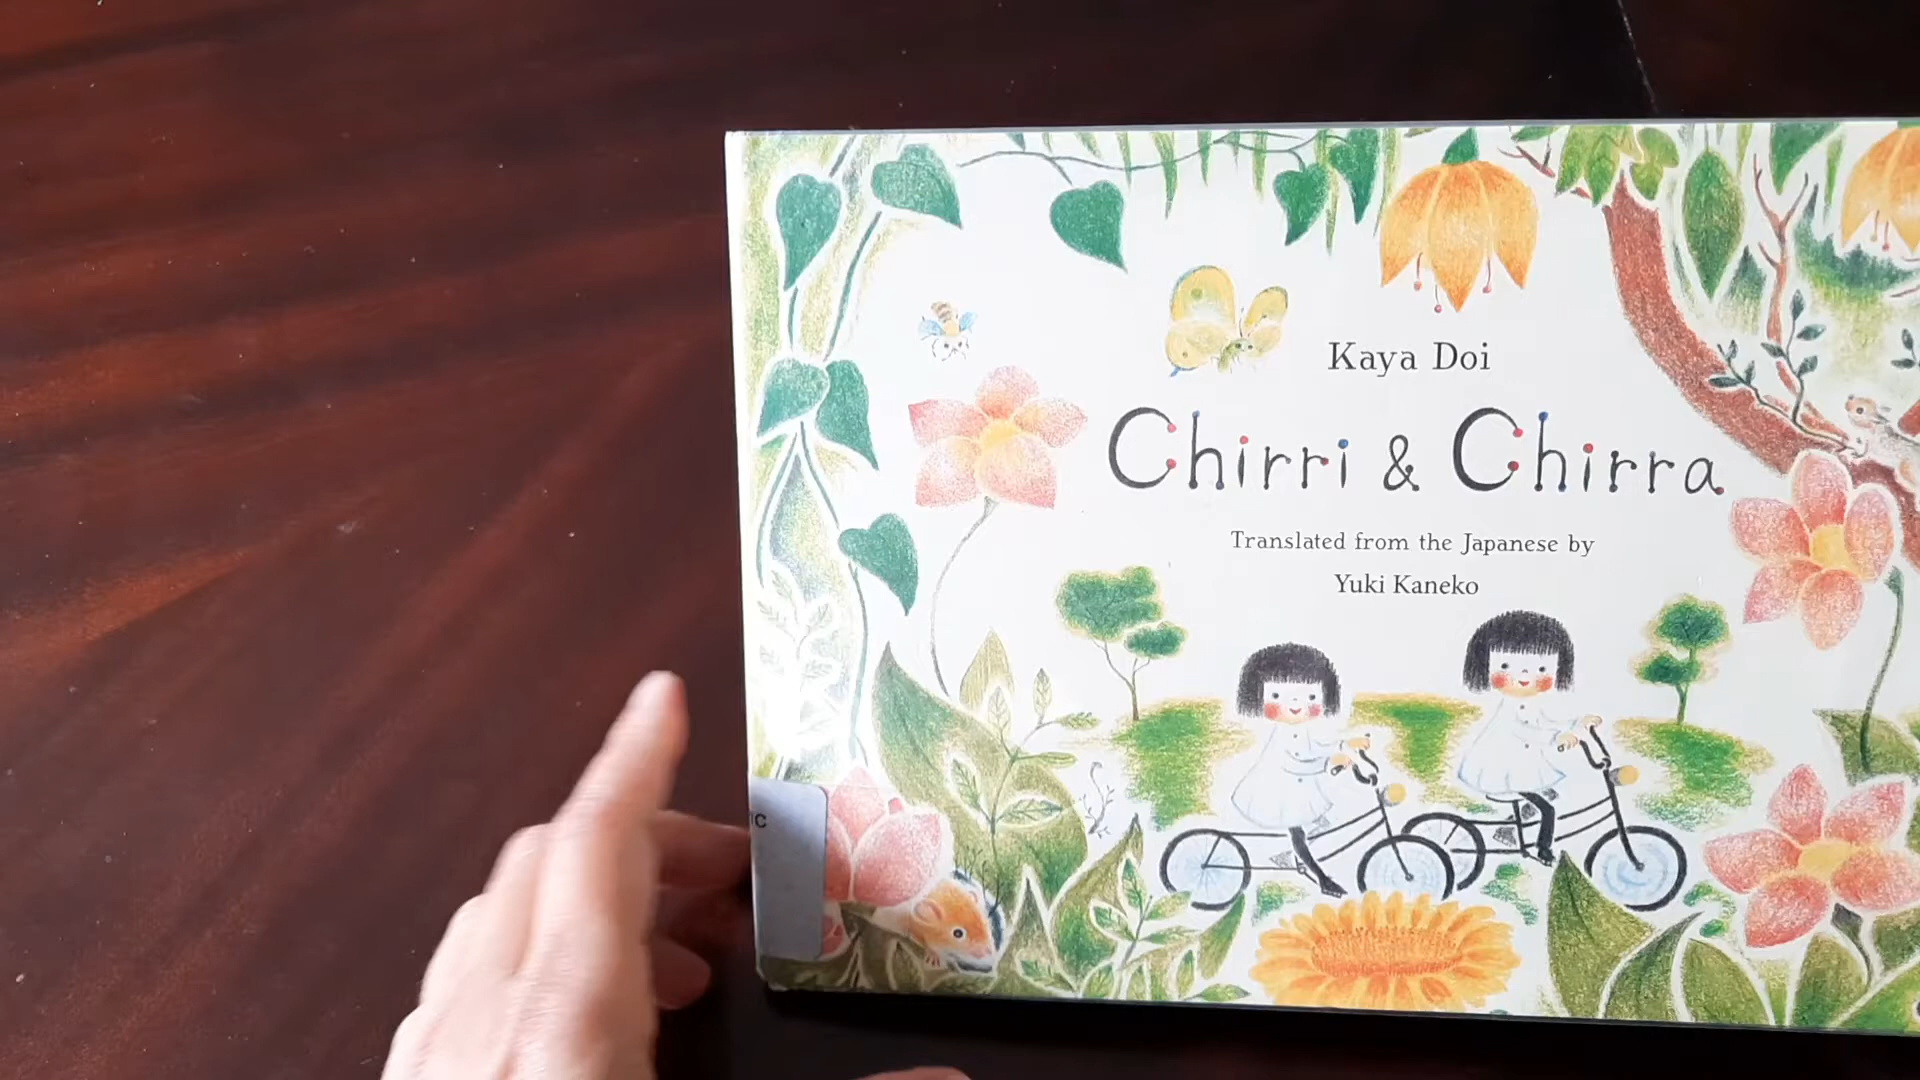 Kaya Doi
Chirri & Chirra
Translated from the Japanese by
Yuki Kaneko